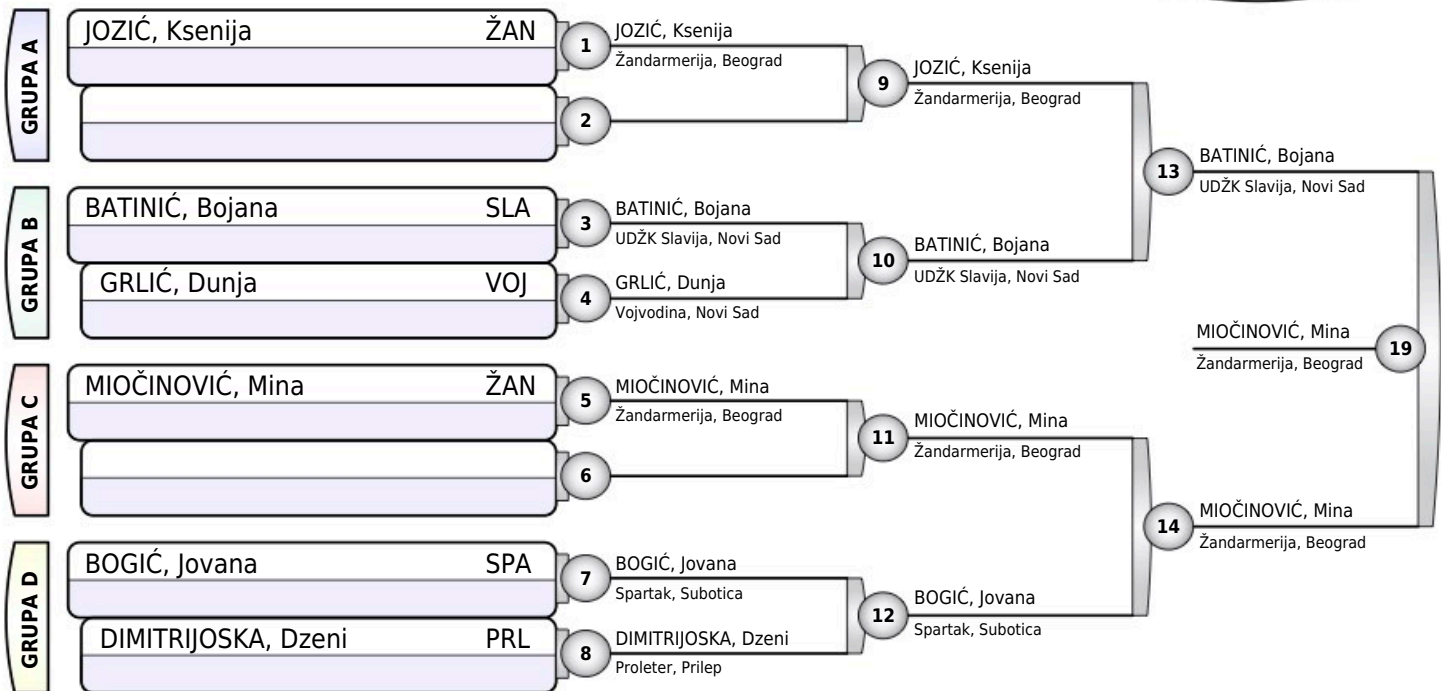 GRUPA A
JOZIĆ, Ksenija ŽAN
1
JOZIĆ, Ksenija
Žandarmerija, Beograd
2
9
JOZIĆ, Ksenija
Žandarmerija, Beograd
GRUPA B
BATINIĆ, Bojana SLA
3
BATINIĆ, Bojana
UDŽK Slavija, Novi Sad
GRLIĆ, Dunja VOJ
4
GRLIĆ, Dunja
Vojvodina, Novi Sad
10
BATINIĆ, Bojana
UDŽK Slavija, Novi Sad
13
BATINIĆ, Bojana
UDŽK Slavija, Novi Sad
GRUPA C
MIOČINOVIĆ, Mina ŽAN
5
MIOČINOVIĆ, Mina
Žandarmerija, Beograd
6
11
MIOČINOVIĆ, Mina
Žandarmerija, Beograd
GRUPA D
BOGIĆ, Jovana SPA
7
BOGIĆ, Jovana
Spartak, Subotica
DIMITRIJOSKA, Dzeni PRL
8
DIMITRIJOSKA, Dzeni
Proleter, Prilep
12
BOGIĆ, Jovana
Spartak, Subotica
14
MIOČINOVIĆ, Mina
Žandarmerija, Beograd
MIOČINOVIĆ, Mina
Žandarmerija, Beograd
19